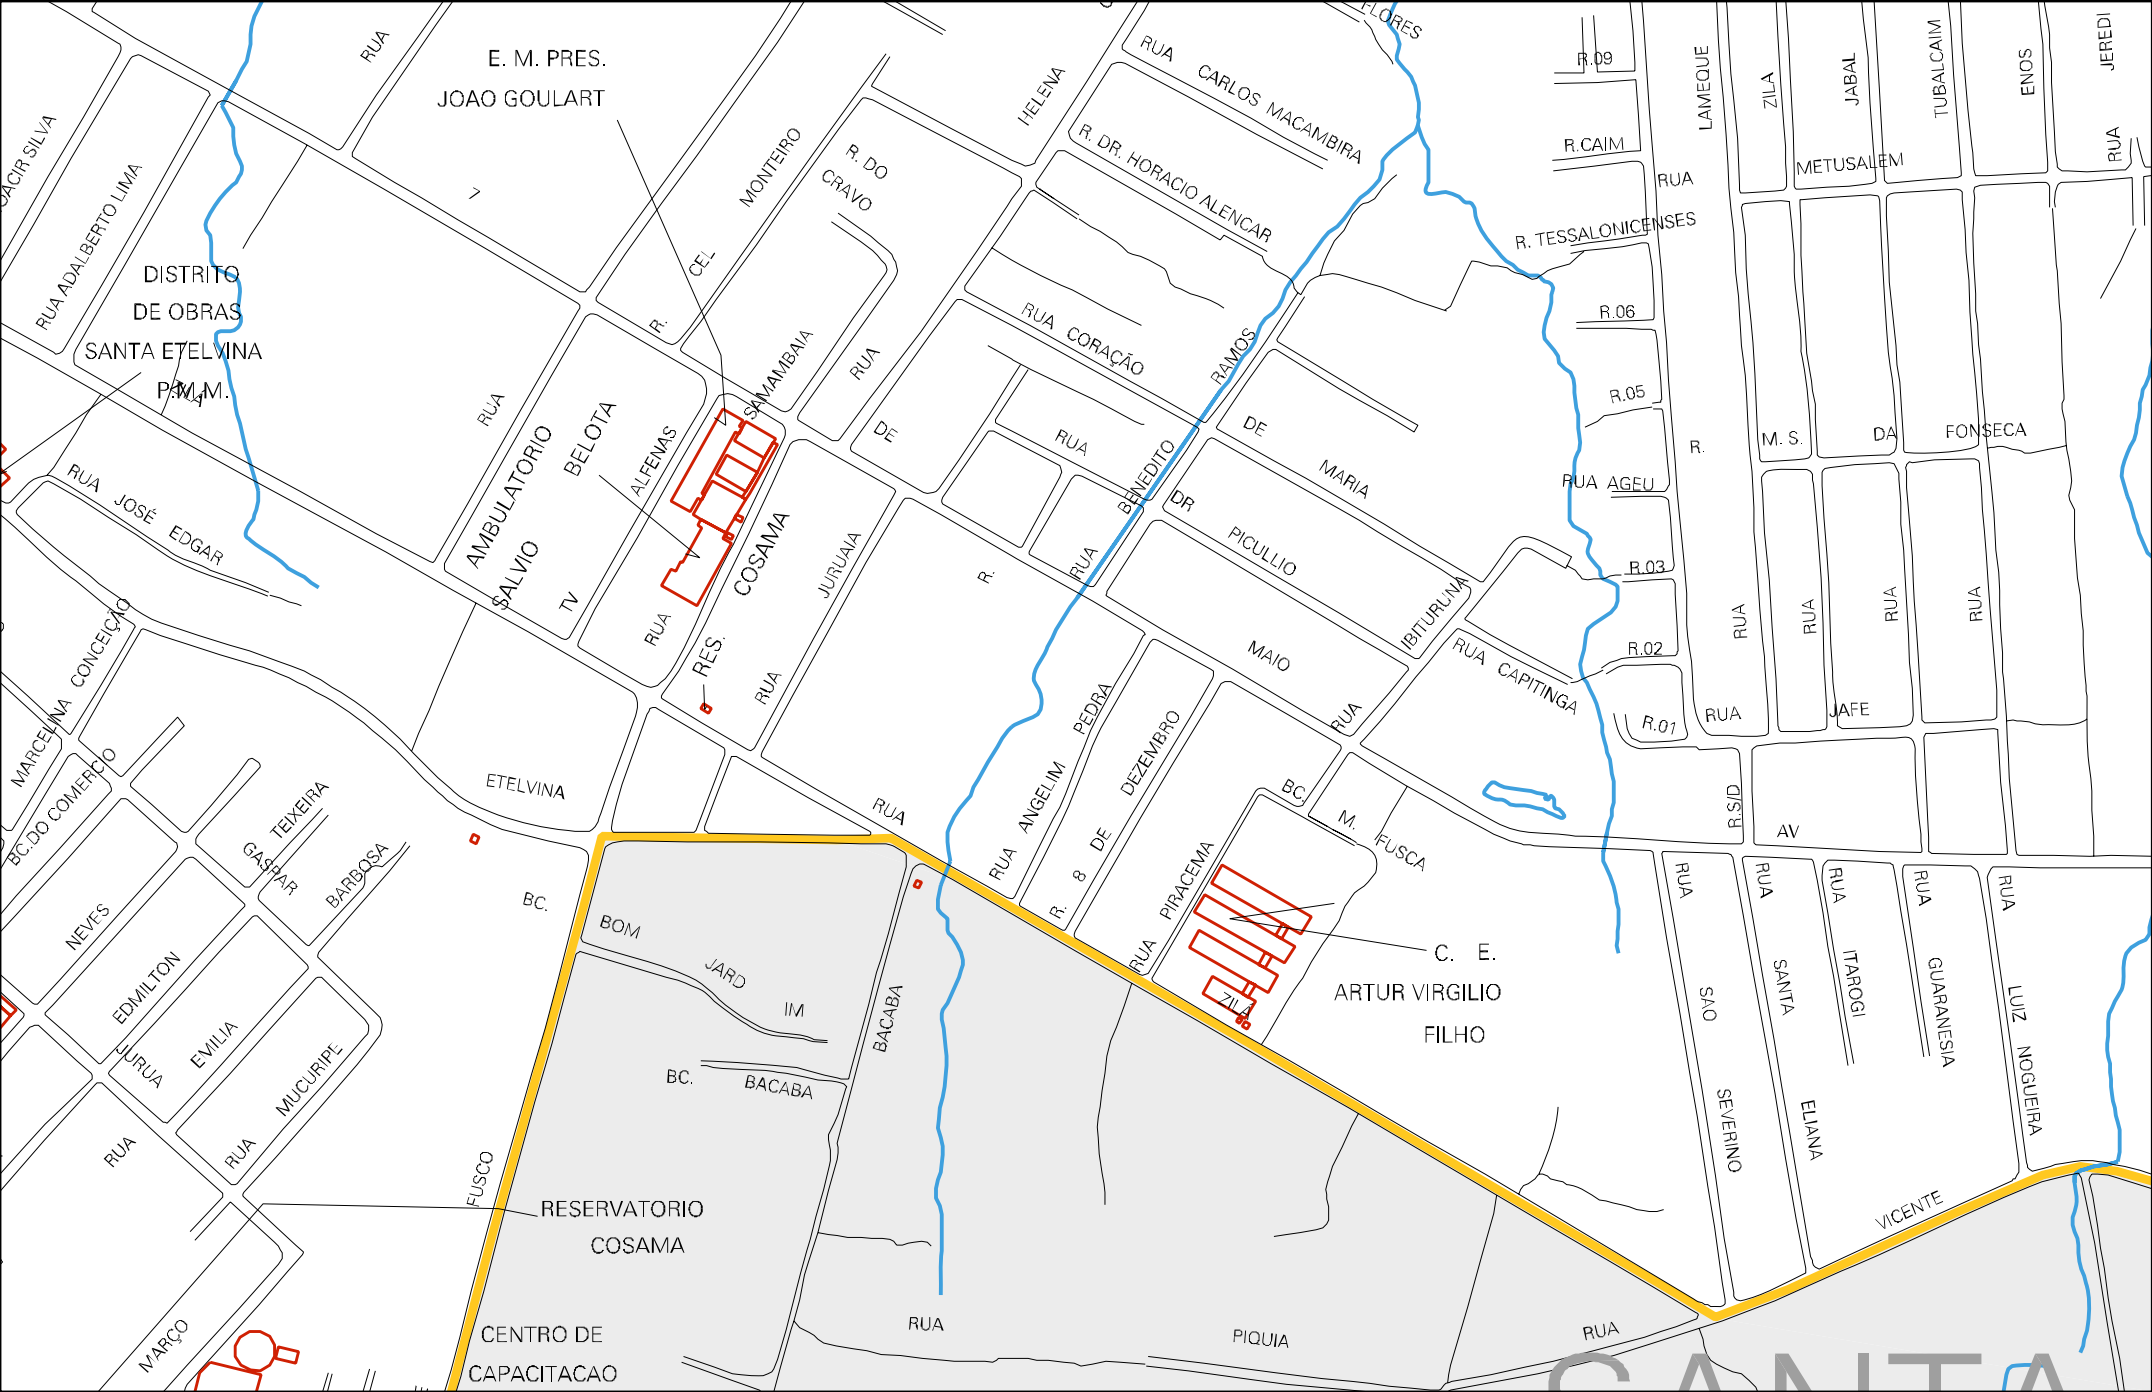 FLORES
RUA
E. M. PRES.
JOAO GOULART
HELENA
RUA CARLOS MACAMBIRA
R.09
LAMEQUE
ZILA
JABAL
TUBALCAIM
ENOS
JEREDI
RUA
MONTEIRO
R. DO
CRAVO
R. DR. HORACIO ALENCAR
R.CAIM
METUSALEM
RUA
RUA ADALBERTO LIMA
7
R. CEL
R. TESSALONICENSES
DISTRITO
DE OBRAS
SANTA ETELVINA
P.M.M.
SAMAMBAIA
RUA
RUA CORAÇÃO
RAMOS
R.06
R.05
RUA
AMBULATORIO
BELOTA
SALVIO
ALFENAS
TV
DE
RUA
BENEDITO
RUA
DE
MARIA
M. S. DA FONSECA
R.
RUA AGEU
RUA JOSÉ EDGAR
COSAMA
RES.
RUA
JURUAIA
RUA
R.
DR
PICULLIO
R.03
IBITURUNA
RUA
RUA
RUA
RUA
RUA
MARCELINA CONCEIÇÃO
MAIO
R.02
RUA CAPITINGA
R.01
RUA JAFE
BC.DO COMERCIO
ETELVINA
RUA
RUA ANGELIM PEDRA
R. 8 DE DEZEMBRO
BC.
M. FUSCA
R.S/D
AV
TEIXEIRA
GASPAR
BARBOSA
NEVES
BC.
BOM
JARD
IM
BACABA
RUA PIRACEMA
C. E.
ARTUR VIRGILIO
FILHO
ZILA
RUA SAO SEVERINO
RUA SANTA ELIANA
RUA ITAROGI
RUA GUARANESIA
RUA LUIZ NOGUEIRA
EDMILTON
JURUA
EMILIA
MUCURIPE
RUA
RUA
BC. BACABA
FUSCO
RESERVATORIO
COSAMA
VICENTE
MARÇO
CENTRO DE
CAPACITACAO
RUA
PIQUIA
RUA
SANTA